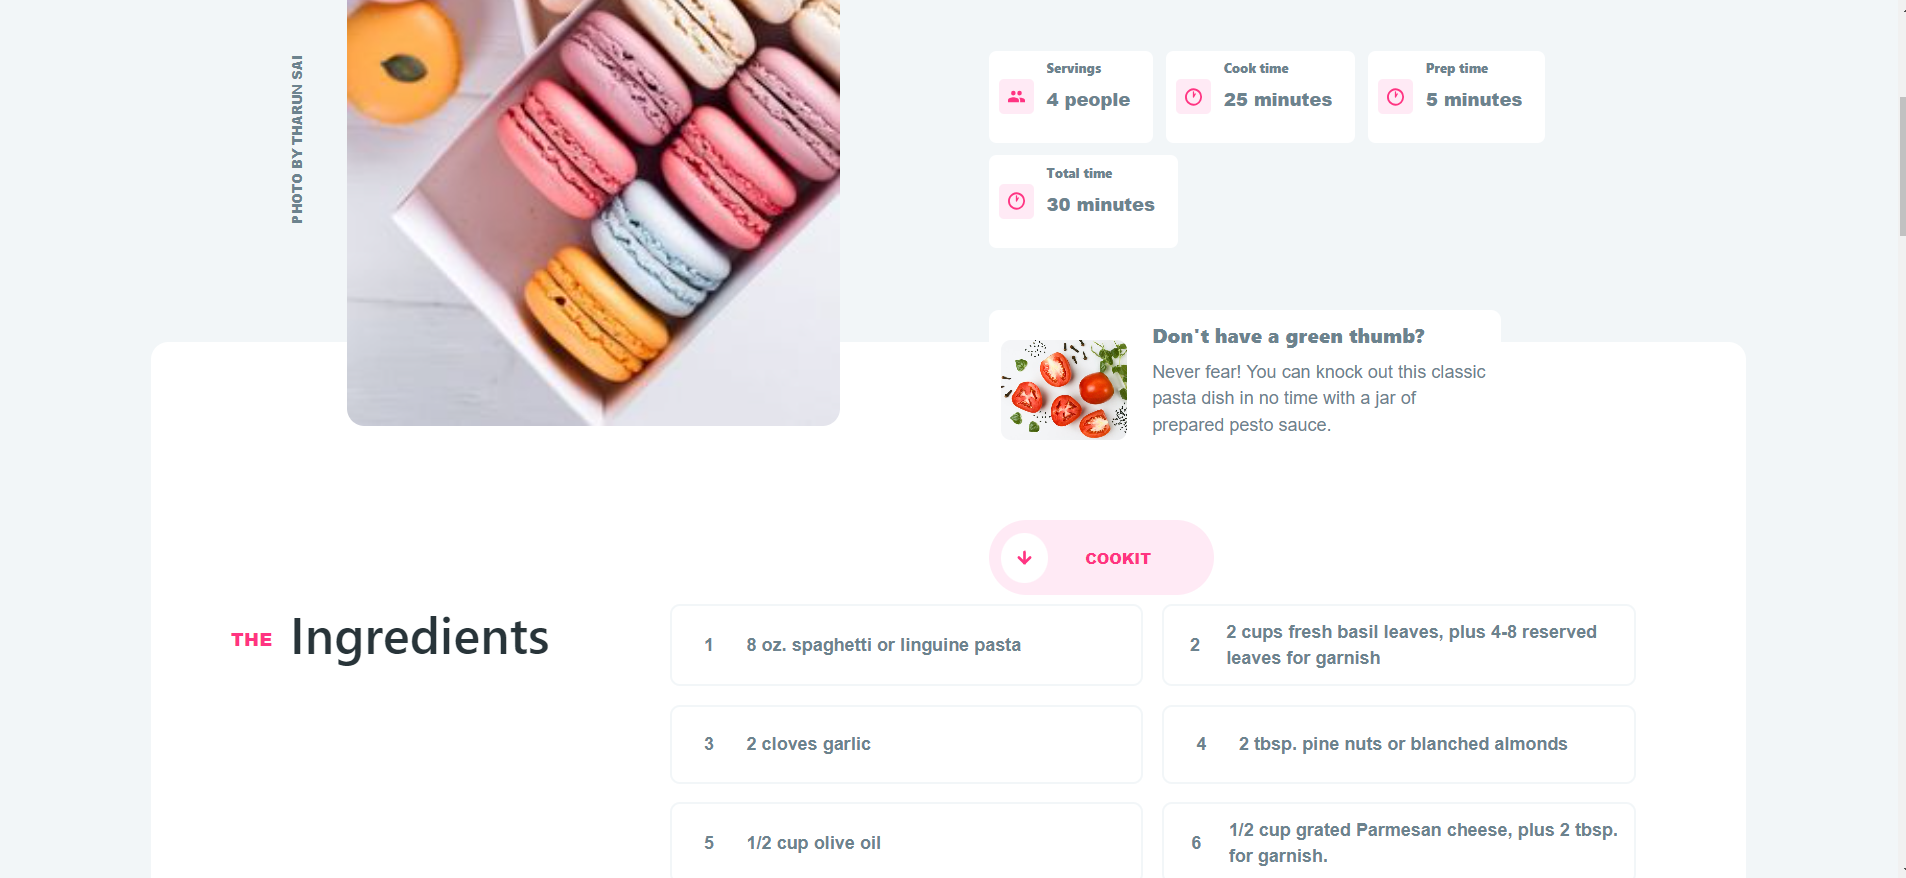 PHOTO BY THARUN SAI
Servings
4 people
Cook time
25 minutes
Prep time
5 minutes
Total time
30 minutes
Don't have a green thumb?
Never fear! You can knock out this classic
pasta dish in no time with a jar of
prepared pesto sauce.
COOKIT
THE Ingredients
1 8 oz. spaghetti or linguine pasta
2 2 cups fresh basil leaves, plus 4-8 reserved
leaves for garnish
3 2 cloves garlic
4 2 tbsp. pine nuts or blanched almonds
5 1/2 cup olive oil
6 1/2 cup grated Parmesan cheese, plus 2 tbsp.
for garnish.